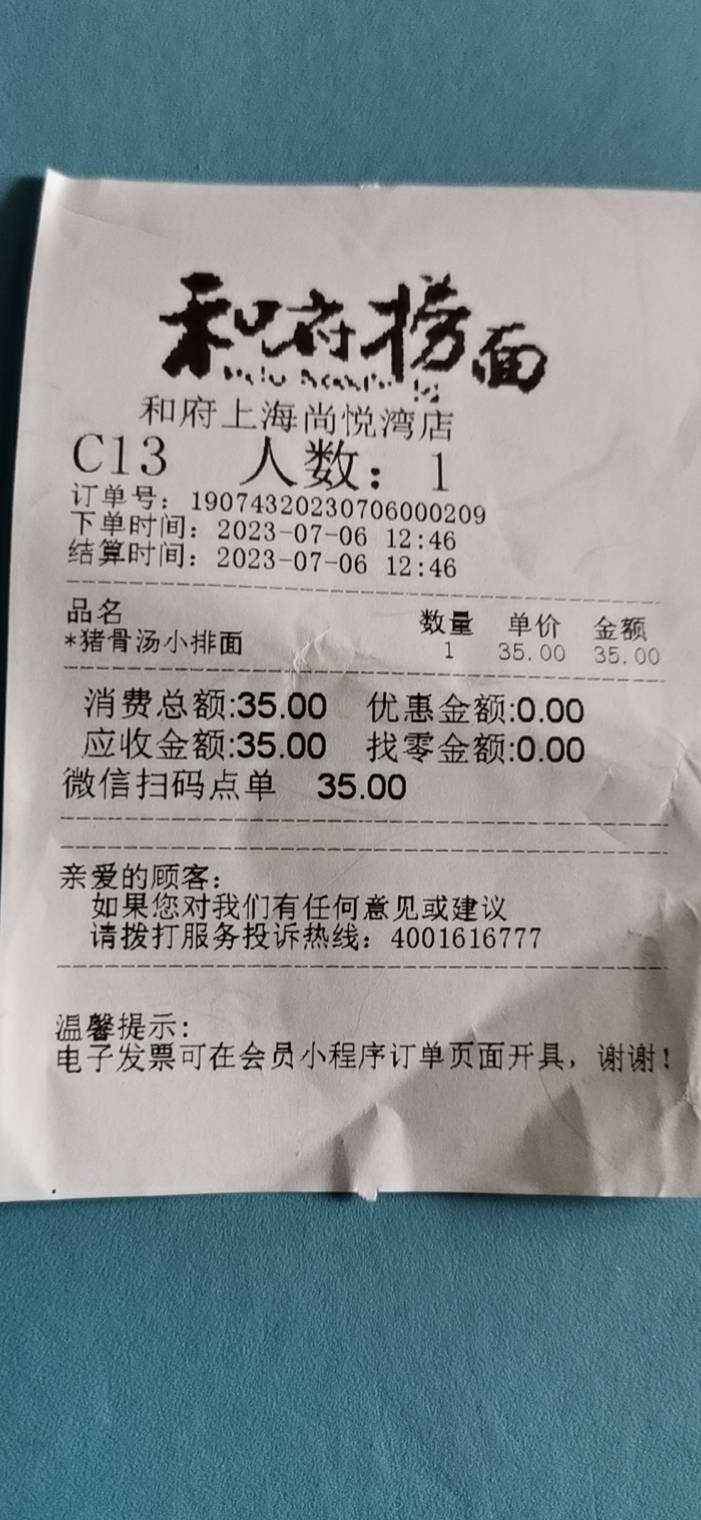 和府捞面
和府上海尚悦湾店
C13 人数：1
订单号：19074320230706000209
下单时间：2023-07-06 12:46
结算时间：2023-07-06 12:46
品名 数量 单价 金额
*猪骨汤小排面 1 35.00 35.00
消费总额:35.00 优惠金额:0.00
应收金额:35.00 找零金额:0.00
微信扫码点单 35.00
亲爱的顾客：
如果您对我们有任何意见或建议
请拨打服务投诉热线：4001616777
温馨提示:
电子发票可在会员小程序订单页面开具，谢谢！